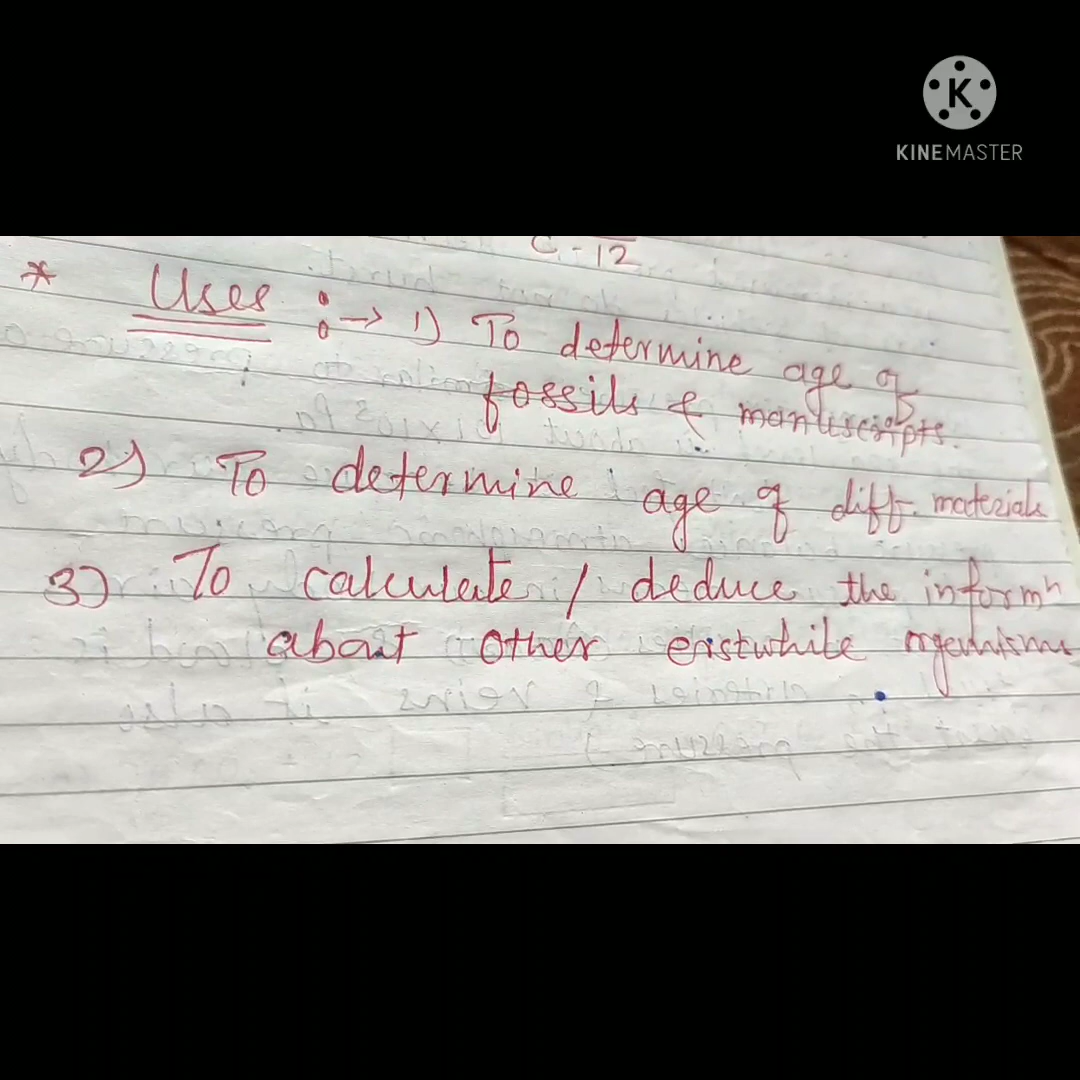 KINEMASTER
C-12
* Uses :→ 1) To determine age of
fossils & manuscripts.
2) To determine age of diff. materials
3) To calculate / deduce the informⁿ
about other eristwhile organisms